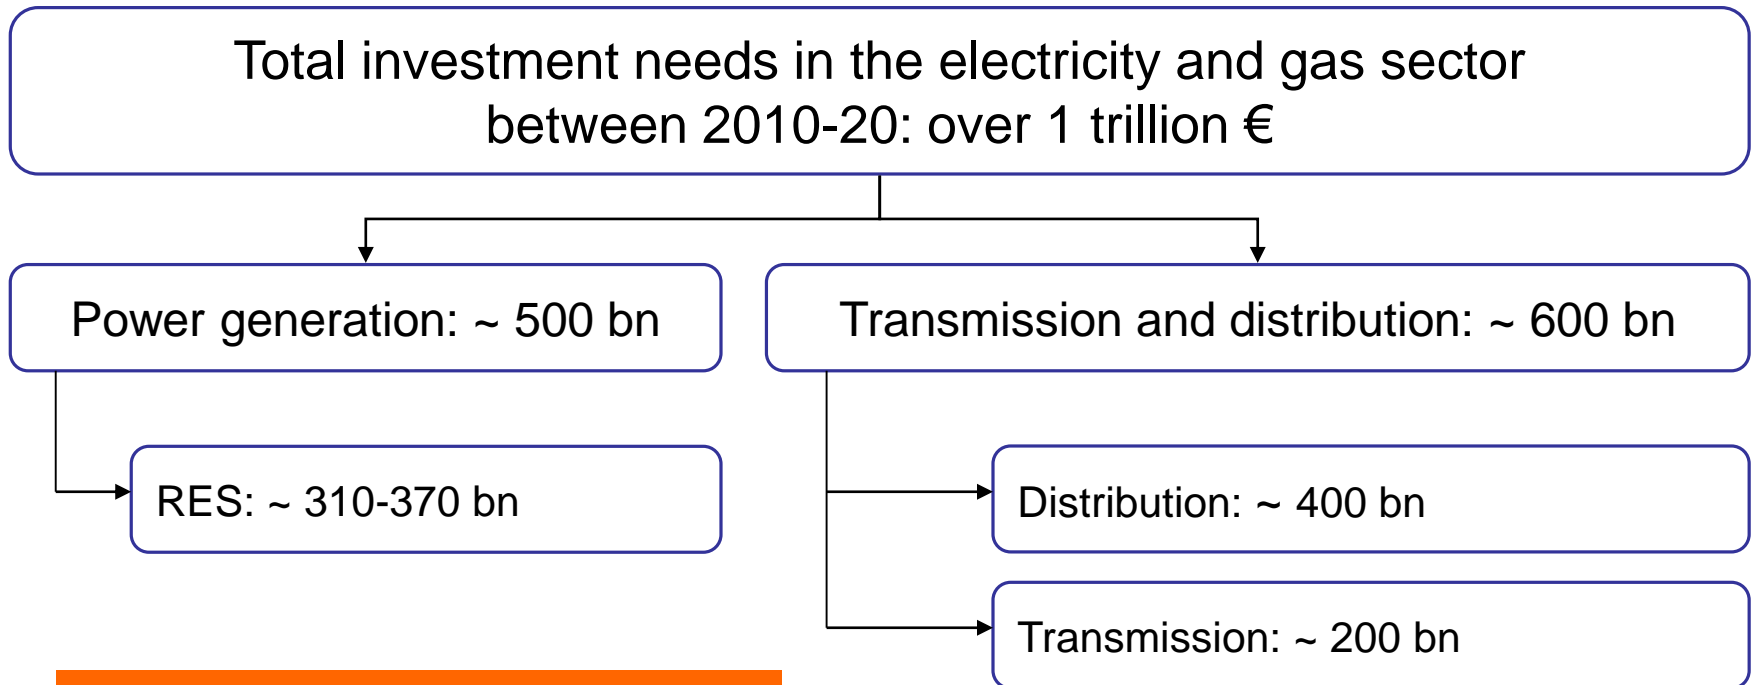 Total investment needs in the electricity and gas sector
between 2010-20: over 1 trillion €
Power generation: ~ 500 bn
Transmission and distribution: ~ 600 bn
RES: ~ 310-370 bn
Distribution: ~ 400 bn
Transmission: ~ 200 bn